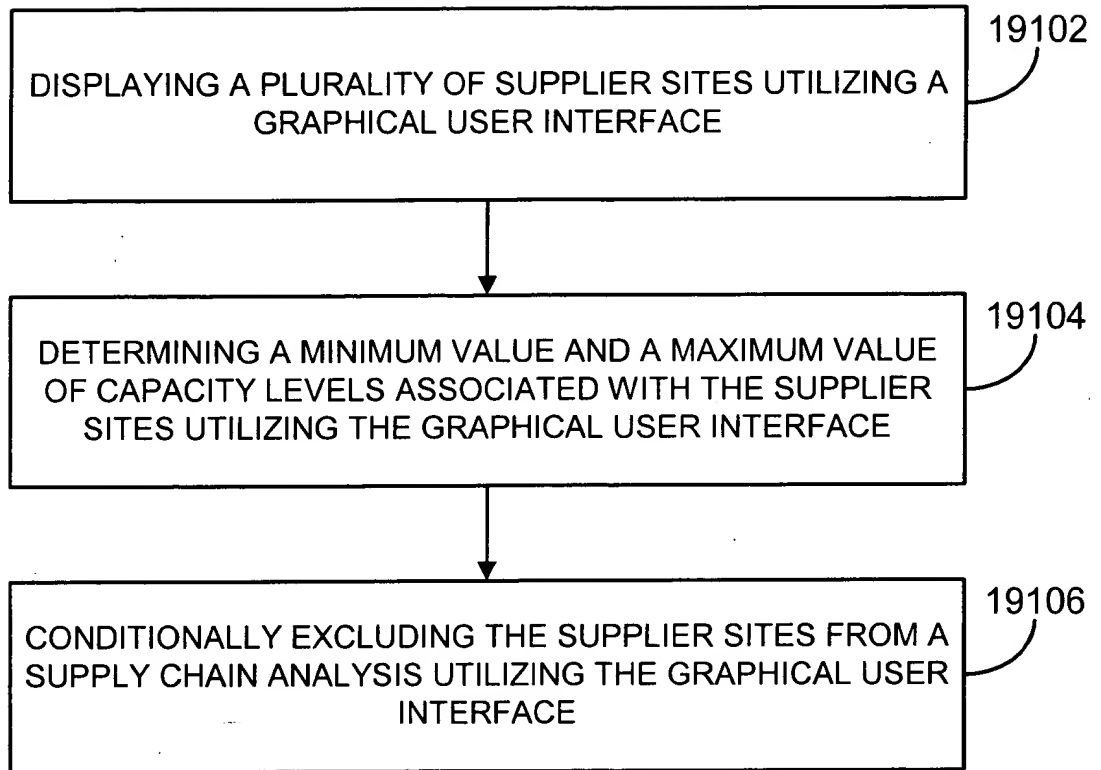 19102
DISPLAYING A PLURALITY OF SUPPLIER SITES UTILIZING A
GRAPHICAL USER INTERFACE
19104
DETERMINING A MINIMUM VALUE AND A MAXIMUM VALUE
OF CAPACITY LEVELS ASSOCIATED WITH THE SUPPLIER
SITES UTILIZING THE GRAPHICAL USER INTERFACE
19106
CONDITIONALLY EXCLUDING THE SUPPLIER SITES FROM A
SUPPLY CHAIN ANALYSIS UTILIZING THE GRAPHICAL USER
INTERFACE